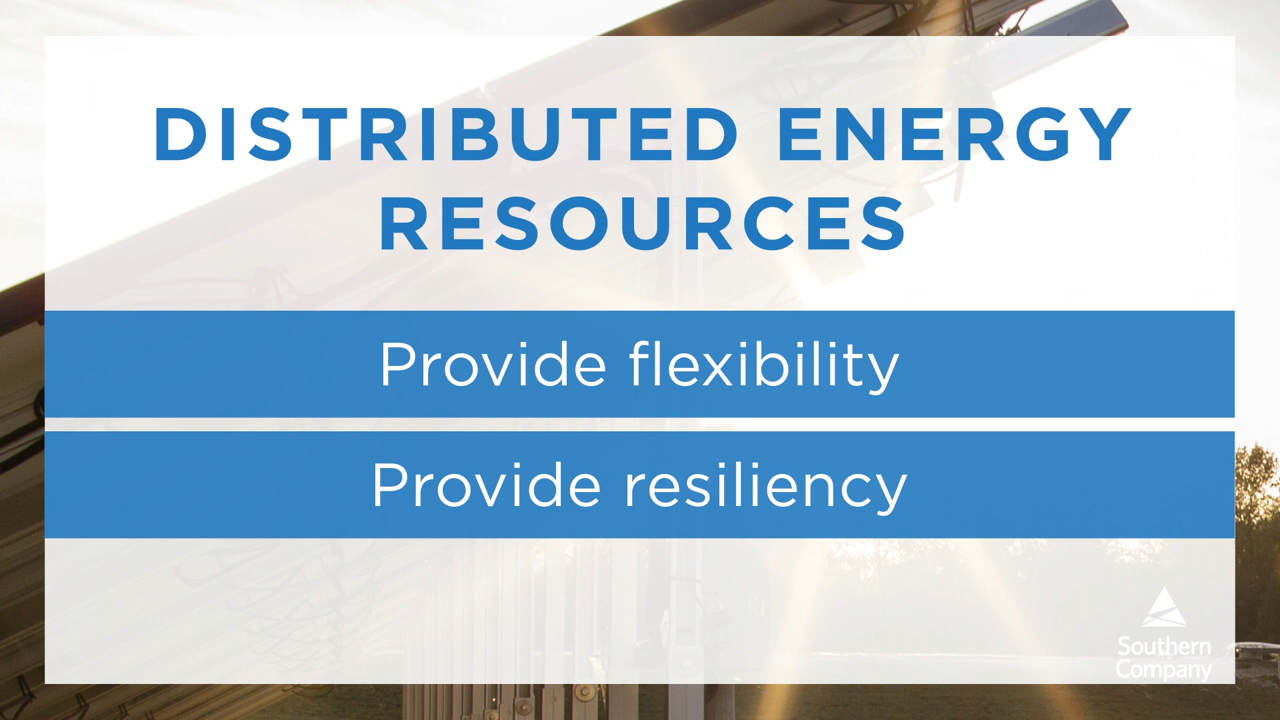 DISTRIBUTED ENERGY
RESOURCES
Provide flexibility
Provide resiliency
Southern
Company